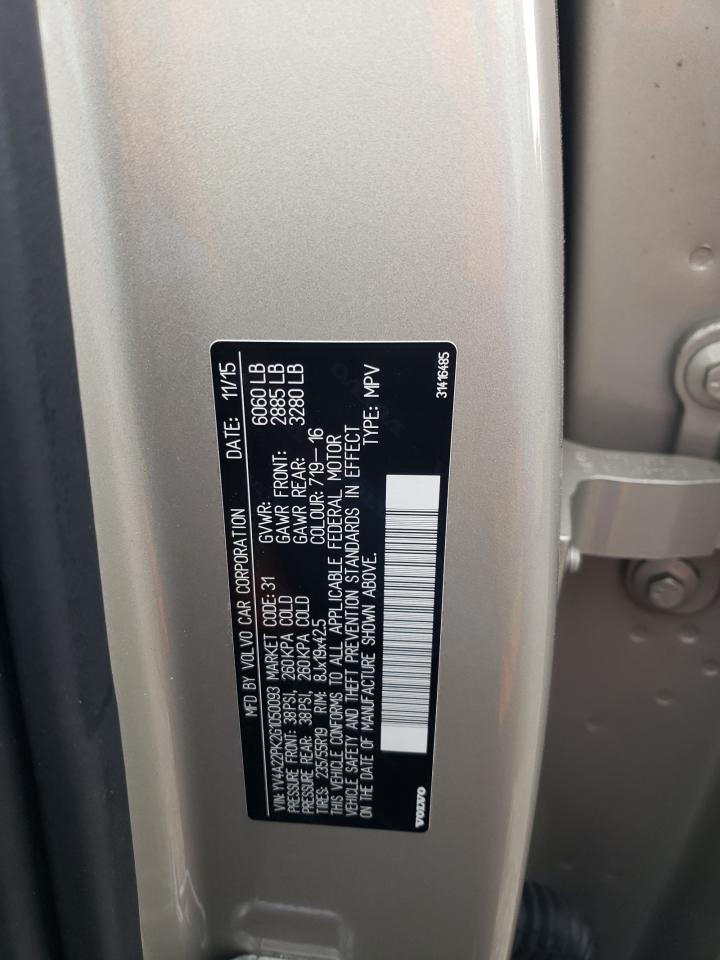 MFD BY VOLVO CAR CORPORATION DATE: 11/15
VIN: YV4A22PK2G1050093 MARKET CODE: 31 GVWR: 6060 LB
PRESSURE FRONT: 38PSI, 260KPA COLD GAWR FRONT: 2885 LB
PRESSURE REAR: 38PSI, 260KPA COLD GAWR REAR: 3280 LB
TIRES: 235/55R19 RIM: 8Jx19x42.5 COLOUR: 719—16
THIS VEHICLE CONFORMS TO ALL APPLICABLE FEDERAL MOTOR
VEHICLE SAFETY AND THEFT PREVENTION STANDARDS IN EFFECT
ON THE DATE OF MANUFACTURE SHOWN ABOVE. TYPE: MPV
VOLVO 31416485